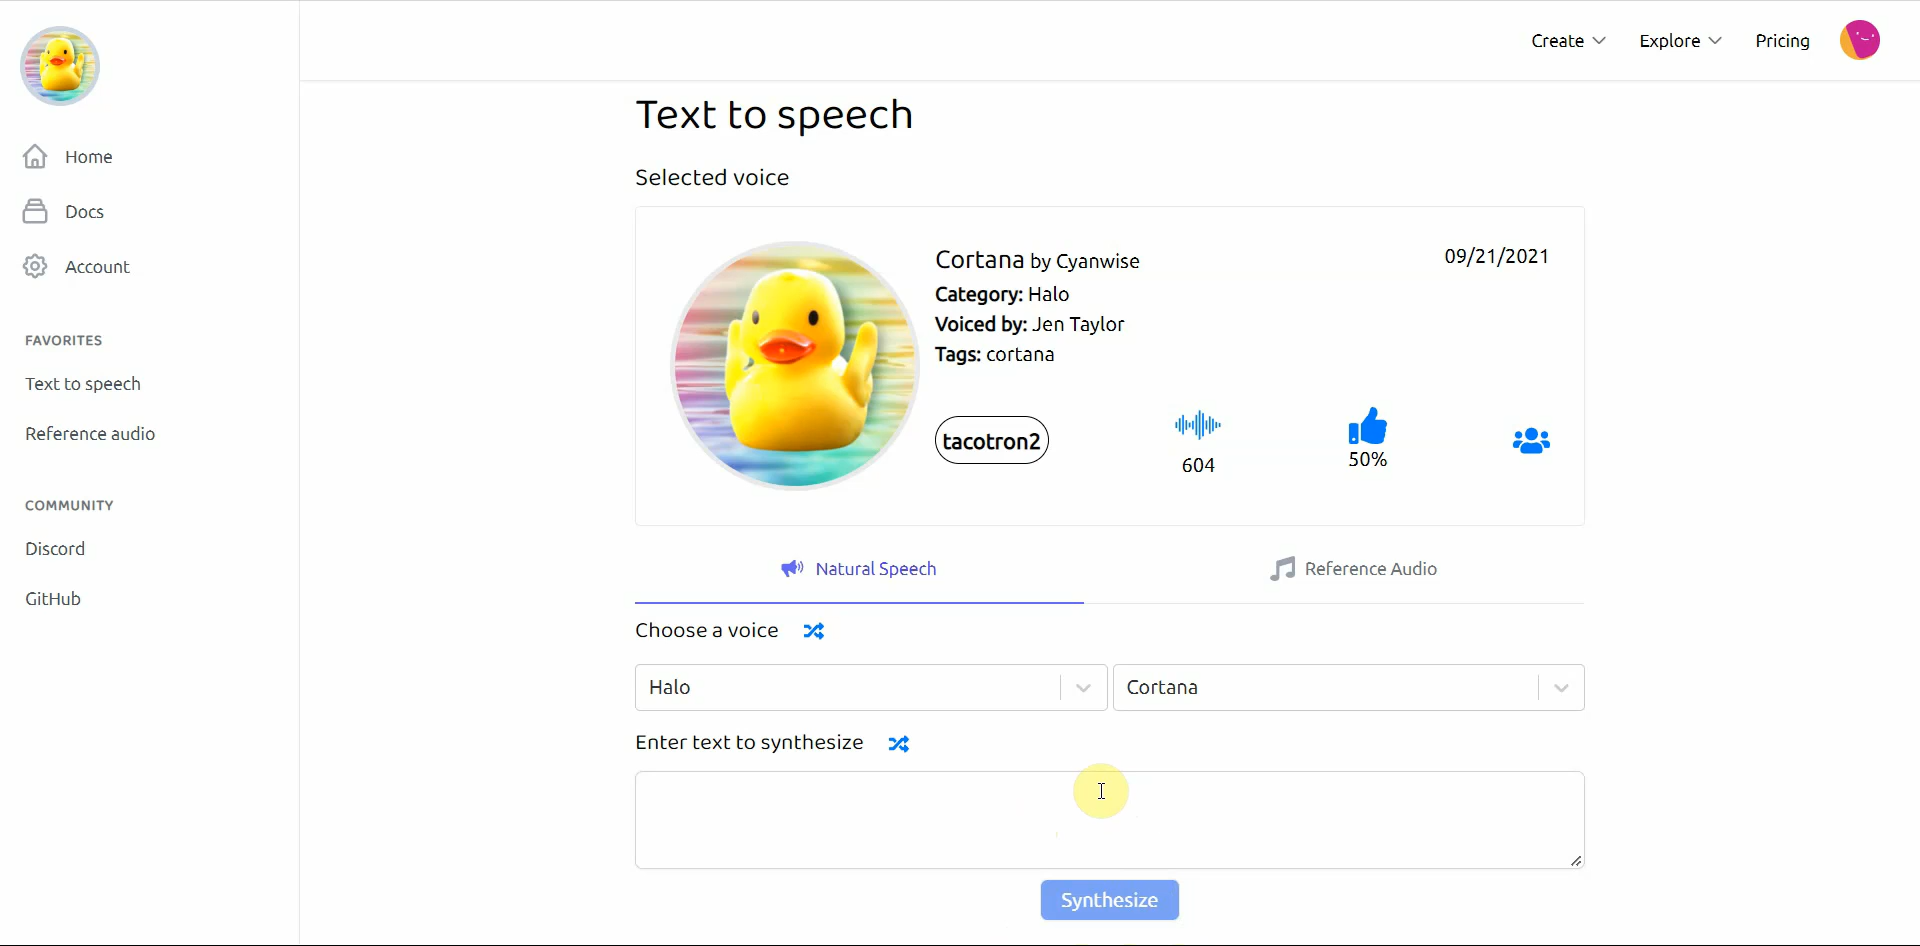 Create
Explore
Pricing
Home
Docs
Account
FAVORITES
Text to speech
Reference audio
COMMUNITY
Discord
GitHub
Text to speech
Selected voice
Cortana by Cyanwise
09/21/2021
Category: Halo
Voiced by: Jen Taylor
Tags: cortana
tacotron2
604
50%
Natural Speech
Reference Audio
Choose a voice
Halo
Cortana
Enter text to synthesize
Synthesize